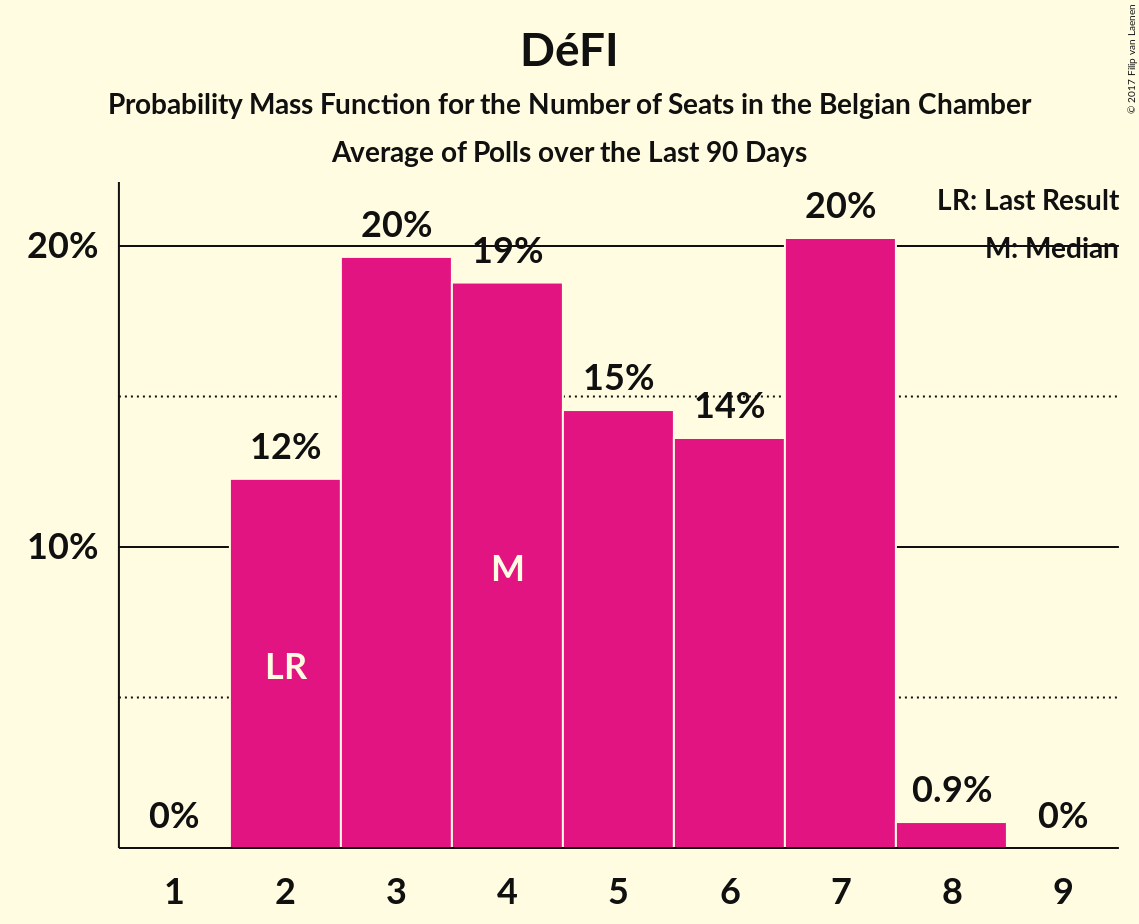 DéFI
Probability Mass Function for the Number of Seats in the Belgian Chamber
Average of Polls over the Last 90 Days
© 2017 Filip van Laenen
LR: Last Result
M: Median
20%
10%
0%
12%
20%
19%
15%
14%
20%
0.9%
0%
LR
M
1 2 3 4 5 6 7 8 9